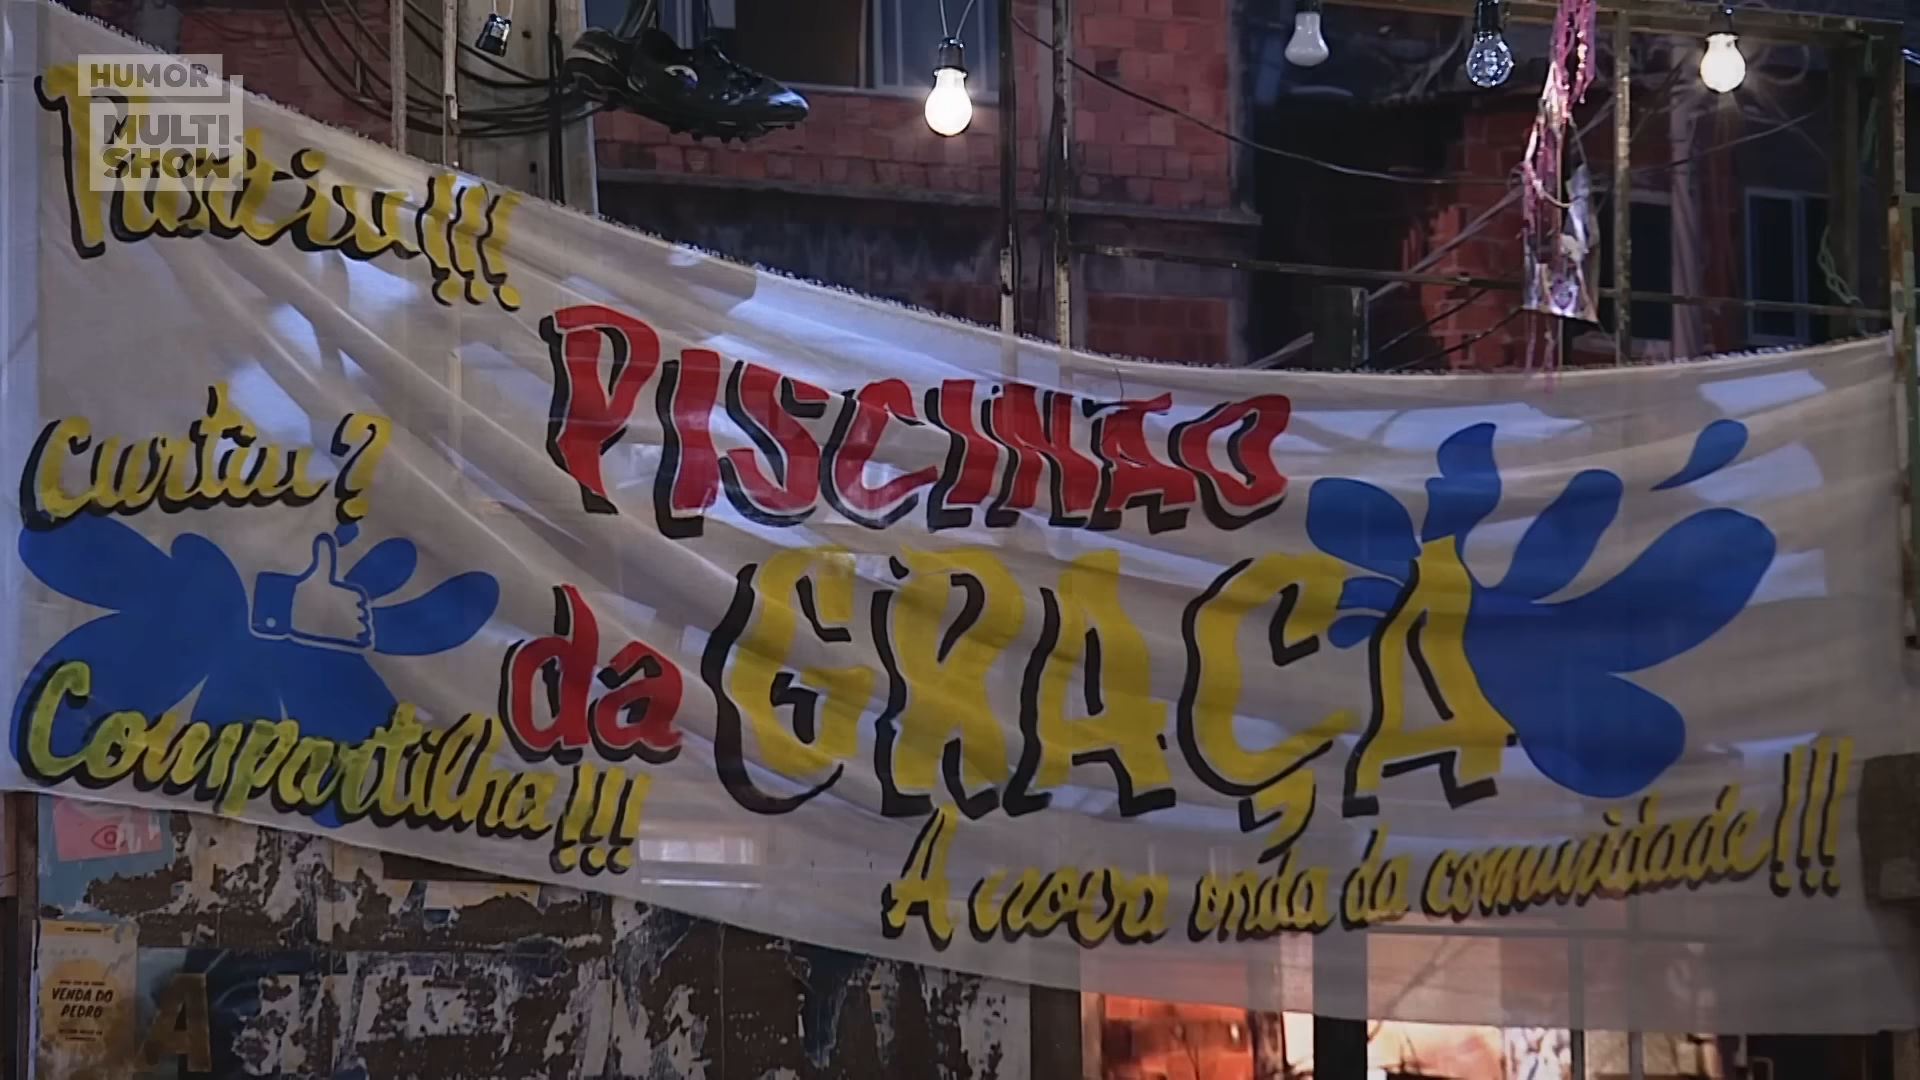 HUMOR
MULTI
SHOW
Partiu!!!
Curtiu?
Compartilha!!!
PISCINÃO
da GRAÇA
A nova onda da comunidade!!!
VENDA DO
PEDRO